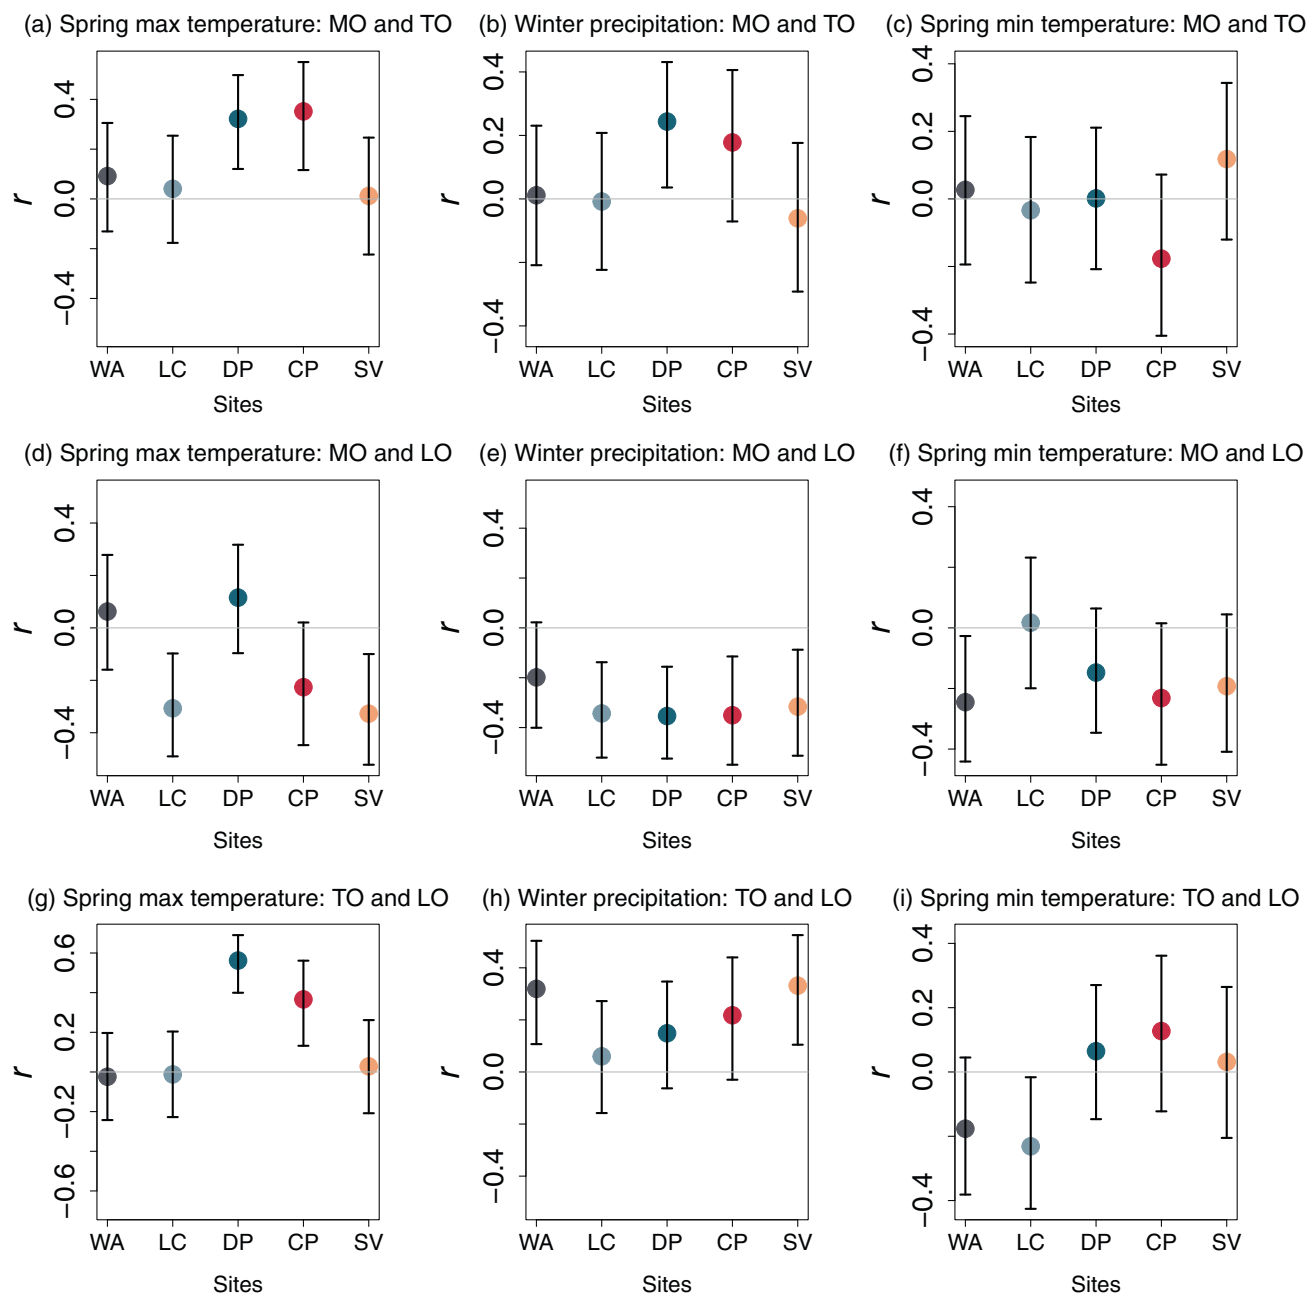 (a) Spring max temperature: MO and TO
(b) Winter precipitation: MO and TO
(c) Spring min temperature: MO and TO
r
0.4
0.0
−0.4
WA LC DP CP SV
Sites
r
0.4
0.2
0.0
−0.4
WA LC DP CP SV
Sites
r
0.4
0.2
0.0
−0.4
WA LC DP CP SV
Sites
(d) Spring max temperature: MO and LO
(e) Winter precipitation: MO and LO
(f) Spring min temperature: MO and LO
r
0.4
0.0
−0.4
WA LC DP CP SV
Sites
r
0.4
0.0
−0.4
WA LC DP CP SV
Sites
r
0.4
0.0
−0.4
WA LC DP CP SV
Sites
(g) Spring max temperature: TO and LO
(h) Winter precipitation: TO and LO
(i) Spring min temperature: TO and LO
r
0.6
0.2
−0.2
−0.6
WA LC DP CP SV
Sites
r
0.4
0.0
−0.4
WA LC DP CP SV
Sites
r
0.4
0.2
0.0
−0.4
WA LC DP CP SV
Sites